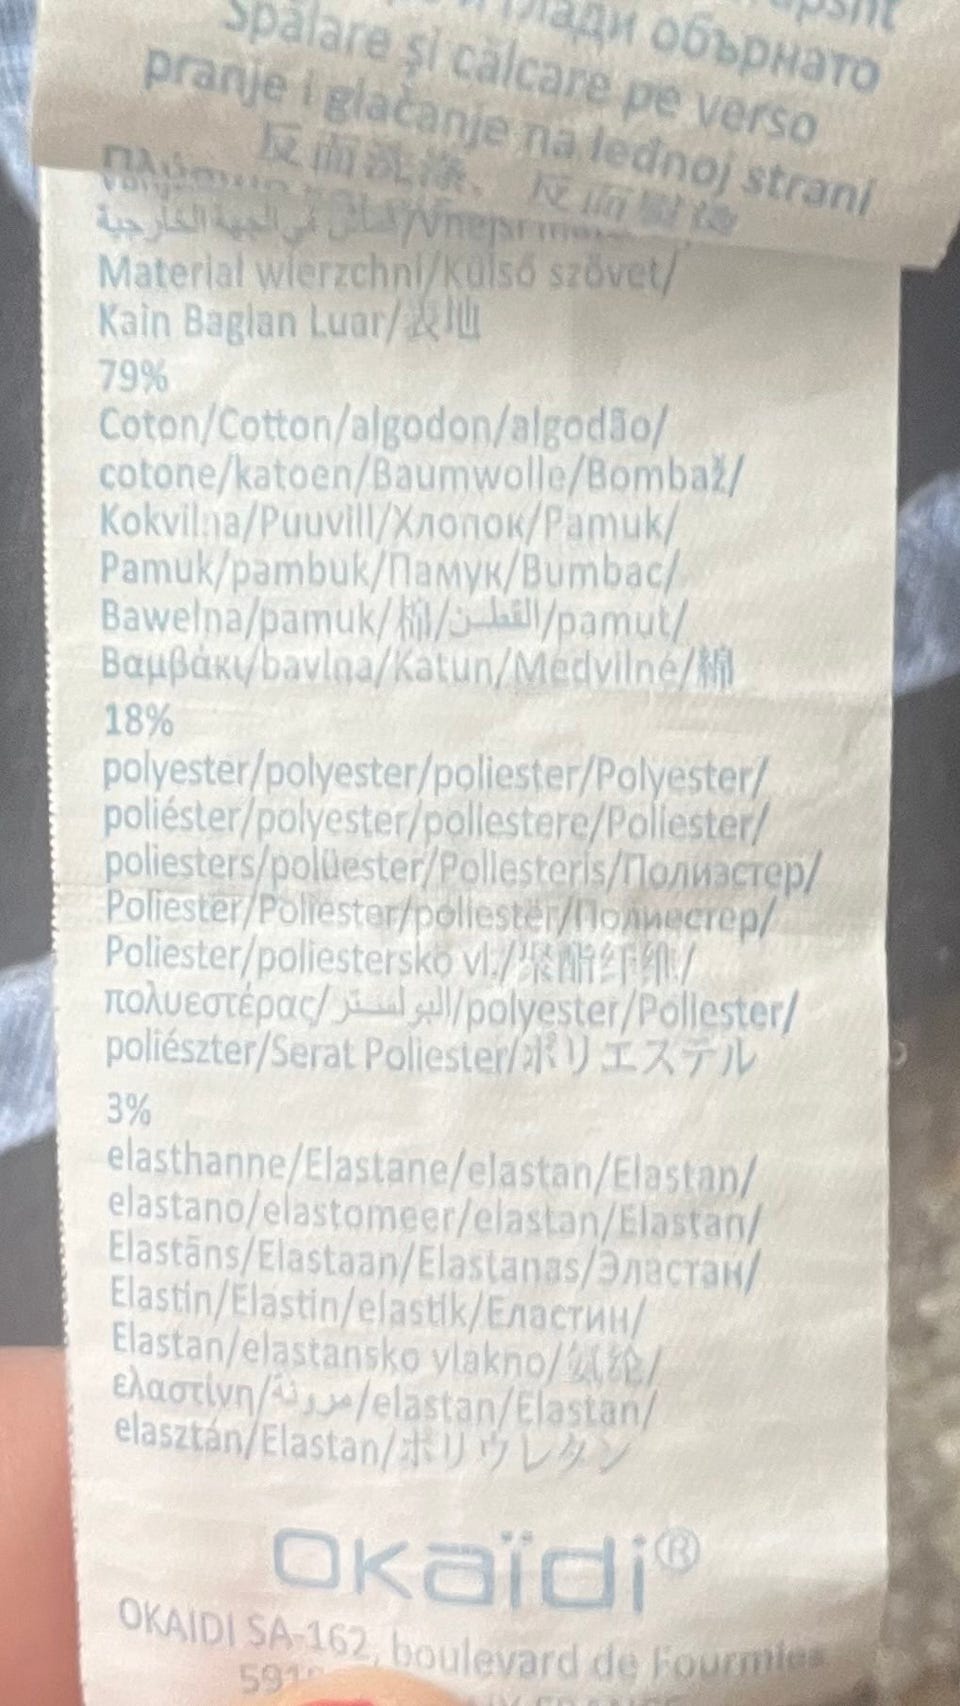 глади обърнато
Spălare și călcare pe verso
pranje i glačanje na leđnoj strani
反面洗涤、反面熨烫
Material wierzchni/Külső szövet/
Kain Bagian Luar/表地
79%
Coton/Cotton/algodon/algodão/
cotone/katoen/Baumwolle/Bombaž/
Kokvilna/Puuvill/Хлопок/Pamuk/
Pamuk/pambuk/Памук/Bumbac/
Bawełna/pamuk/棉/القطن/pamut/
Βαμβάκι/bavlna/Katun/Medvilnė/綿
18%
polyester/polyester/poliester/Polyester/
poliéster/polyester/poliestere/Poliester/
poliesters/polüester/Poliesteris/Полиэстер/
Poliester/Poliester/poliester/Полиестер/
Poliester/poliestersko vl./聚酯纤维/
πολυεστέρας/البولستر/polyester/Poliester/
poliészter/Serat Poliester/ポリエステル
3%
elasthanne/Elastane/elastan/Elastan/
elastano/elastomeer/elastan/Elastan/
Elastāns/Elastaan/Elastanas/Эластан/
Elastin/Elastin/elastik/Еластин/
Elastan/elastansko vlakno/氨纶/
ελαστίνη/مرونة/elastan/Elastan/
elasztán/Elastan/ポリウレタン
Okaïdi®
OKAIDI SA-162, boulevard de Fourmies